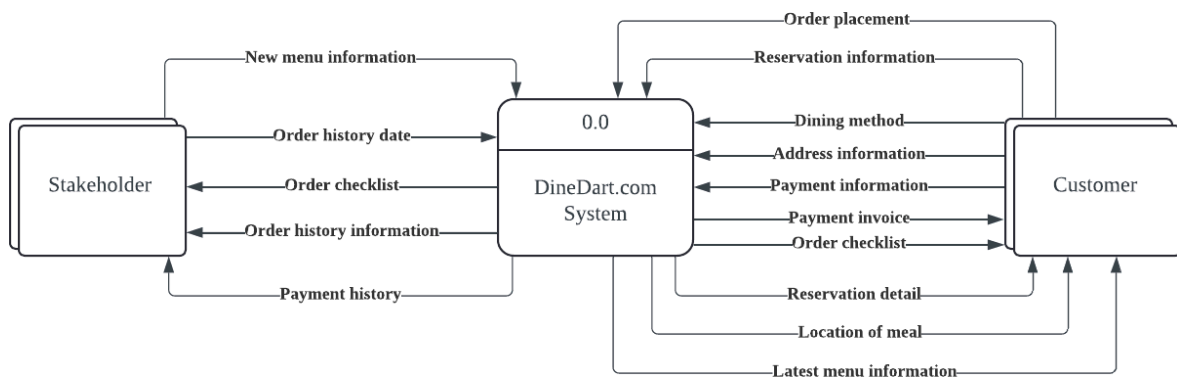 Order placement
New menu information
Reservation information
0.0
Dining method
Order history date
Address information
Stakeholder
Order checklist
DineDart.com
System
Payment information
Customer
Payment invoice
Order history information
Order checklist
Payment history
Reservation detail
Location of meal
Latest menu information